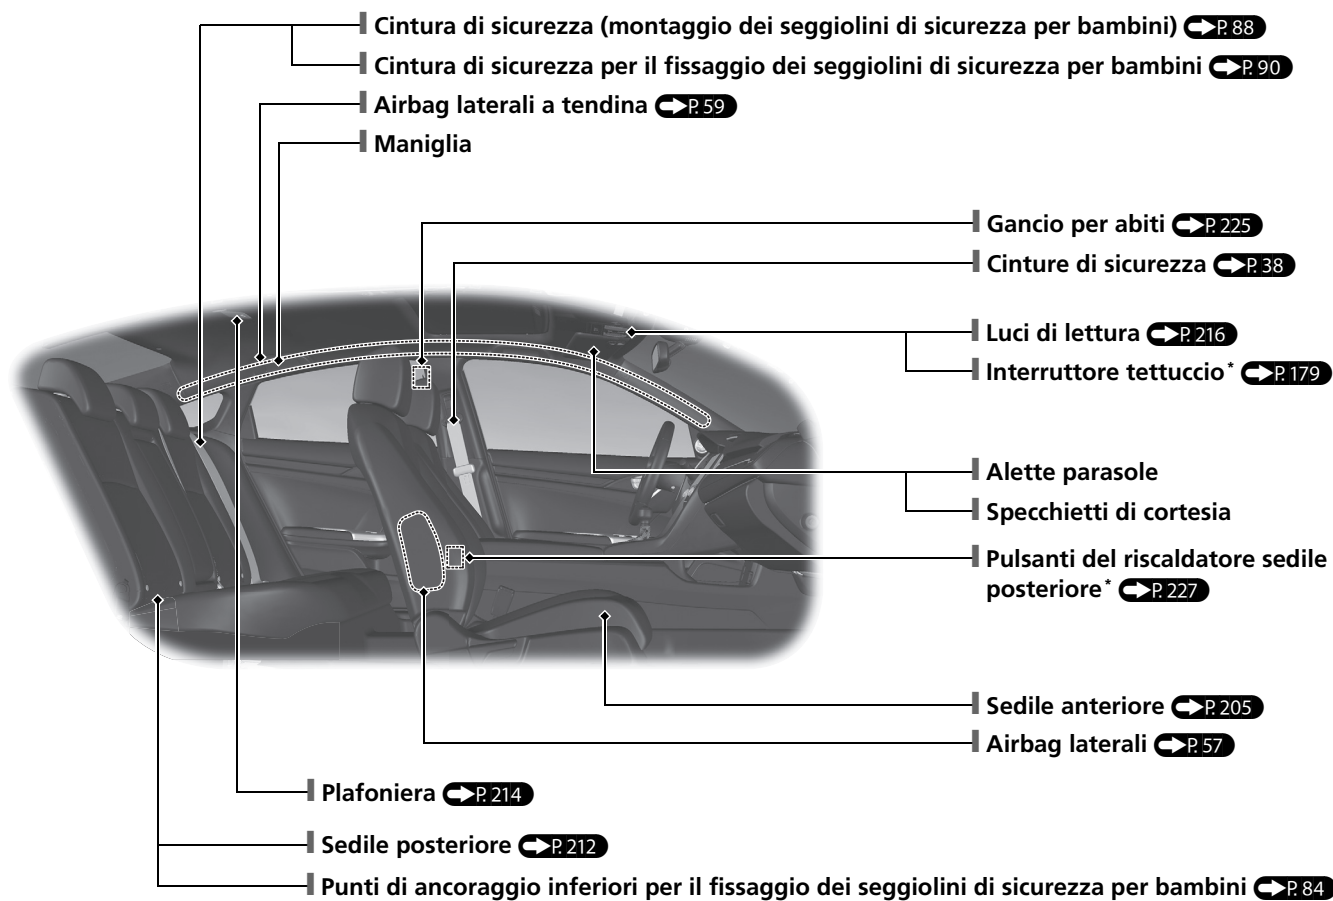 Cintura di sicurezza (montaggio dei seggiolini di sicurezza per bambini) P. 88
Cintura di sicurezza per il fissaggio dei seggiolini di sicurezza per bambini P. 90
Airbag laterali a tendina P. 59
Maniglia
Gancio per abiti P. 225
Cinture di sicurezza P. 38
Luci di lettura P. 216
Interruttore tettuccio* P. 179
Alette parasole
Specchietti di cortesia
Pulsanti del riscaldatore sedile
posteriore* P. 227
Sedile anteriore P. 205
Airbag laterali P. 57
Plafoniera P. 214
Sedile posteriore P. 212
Punti di ancoraggio inferiori per il fissaggio dei seggiolini di sicurezza per bambini P. 84